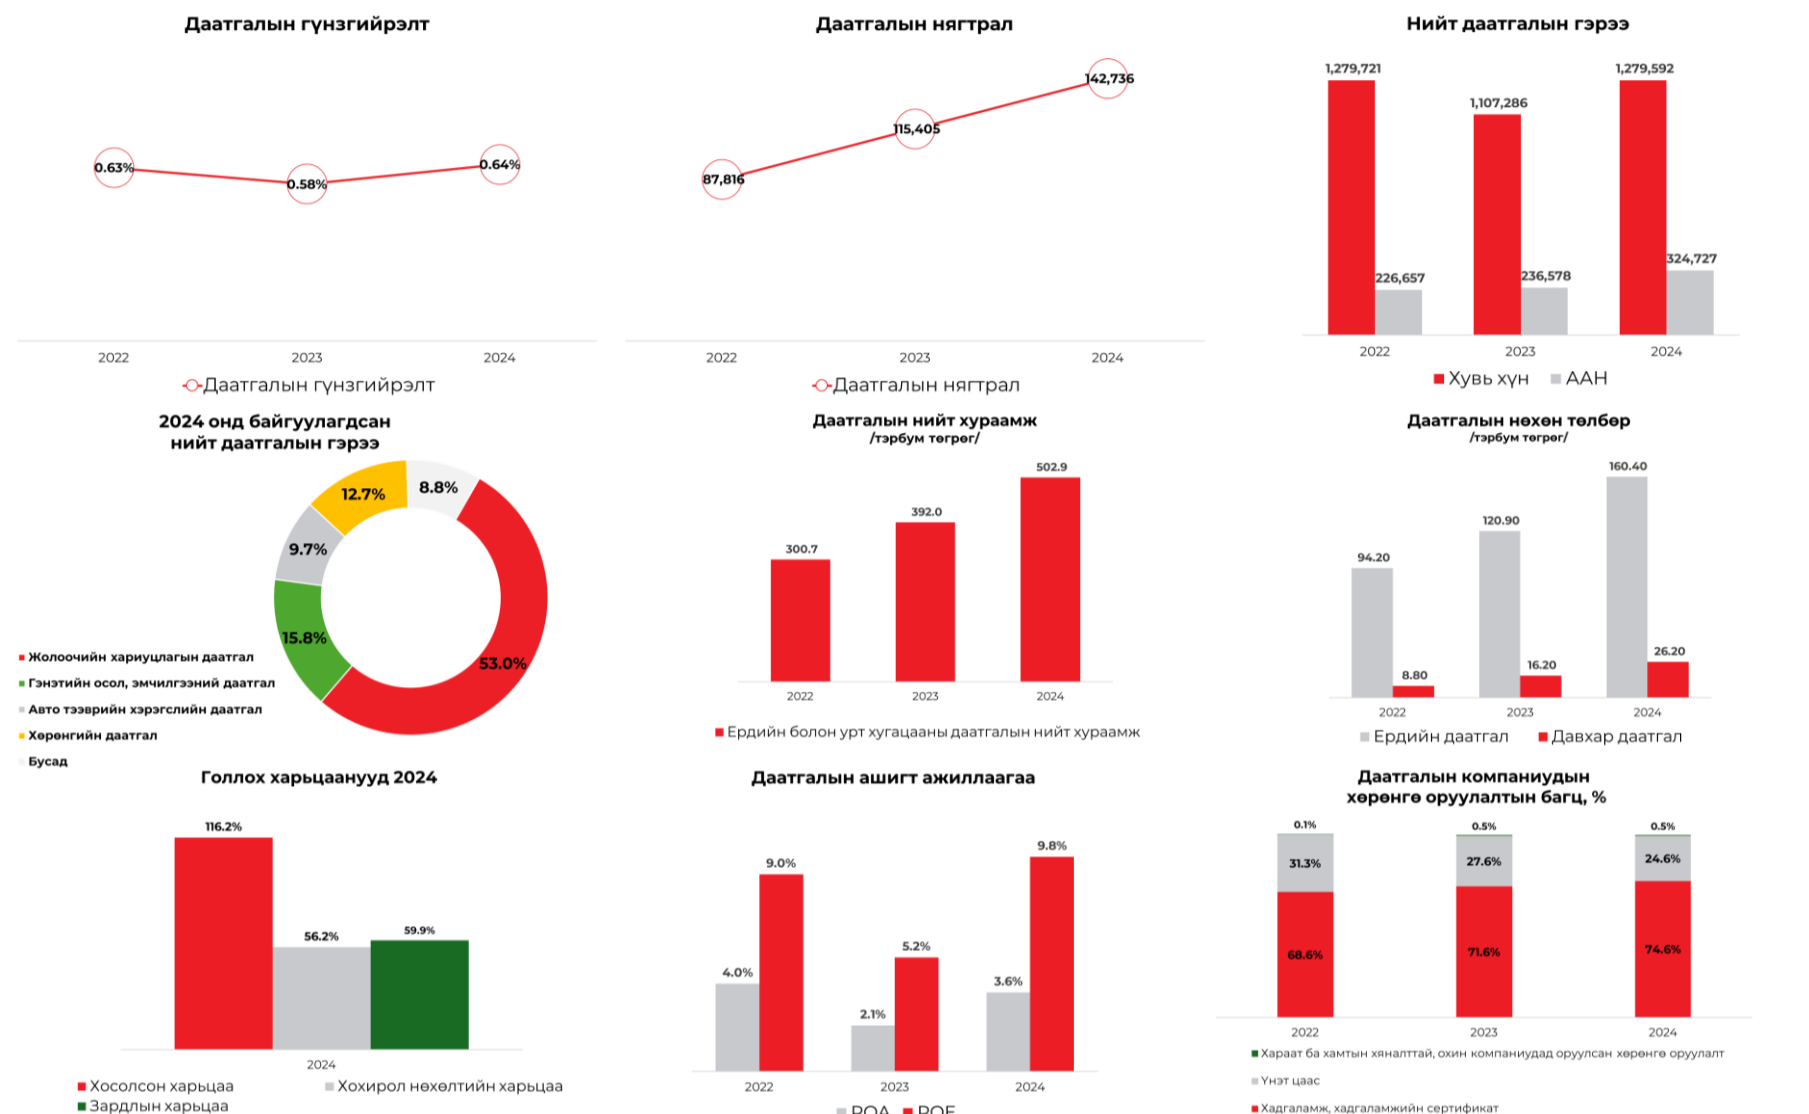 Даатгалын гүнзгийрэлт
0.63%
0.58%
0.64%
2022
2023
2024
Даатгалын гүнзгийрэлт
Даатгалын нягтрал
87,816
115,405
142,736
2022
2023
2024
Даатгалын нягтрал
Нийт даатгалын гэрээ
1,279,721
226,657
1,107,286
236,578
1,279,592
324,727
2022
2023
2024
Хувь хүн
ААН
2024 онд байгуулагдсан
нийт даатгалын гэрээ
12.7%
8.8%
9.7%
15.8%
53.0%
Жолоочийн хариуцлагын даатгал
Гэнэтийн осол, эмчилгээний даатгал
Авто тээврийн хэрэгслийн даатгал
Хөрөнгийн даатгал
Бусад
Даатгалын нийт хураамж
/тэрбум төгрөг/
300.7
392.0
502.9
2022
2023
2024
Ердийн болон урт хугацааны даатгалын нийт хураамж
Даатгалын нөхөн төлбөр
/тэрбум төгрөг/
94.20
8.80
120.90
16.20
160.40
26.20
2022
2023
2024
Ердийн даатгал
Давхар даатгал
Голлох харьцаанууд 2024
116.2%
56.2%
59.9%
2024
Хосолсон харьцаа
Хохирол нөхөлтийн харьцаа
Зардлын харьцаа
Даатгалын ашигт ажиллаагаа
4.0%
9.0%
2.1%
5.2%
3.6%
9.8%
2022
2023
2024
ROA
ROE
Даатгалын компаниудын
хөрөнгө оруулалтын багц, %
0.1%
31.3%
68.6%
0.5%
27.6%
71.6%
0.5%
24.6%
74.6%
2022
2023
2024
Хараат ба хамтын хяналттай, охин компаниудад оруулсан хөрөнгө оруулалт
Үнэт цаас
Хадгаламж, хадгаламжийн сертификат